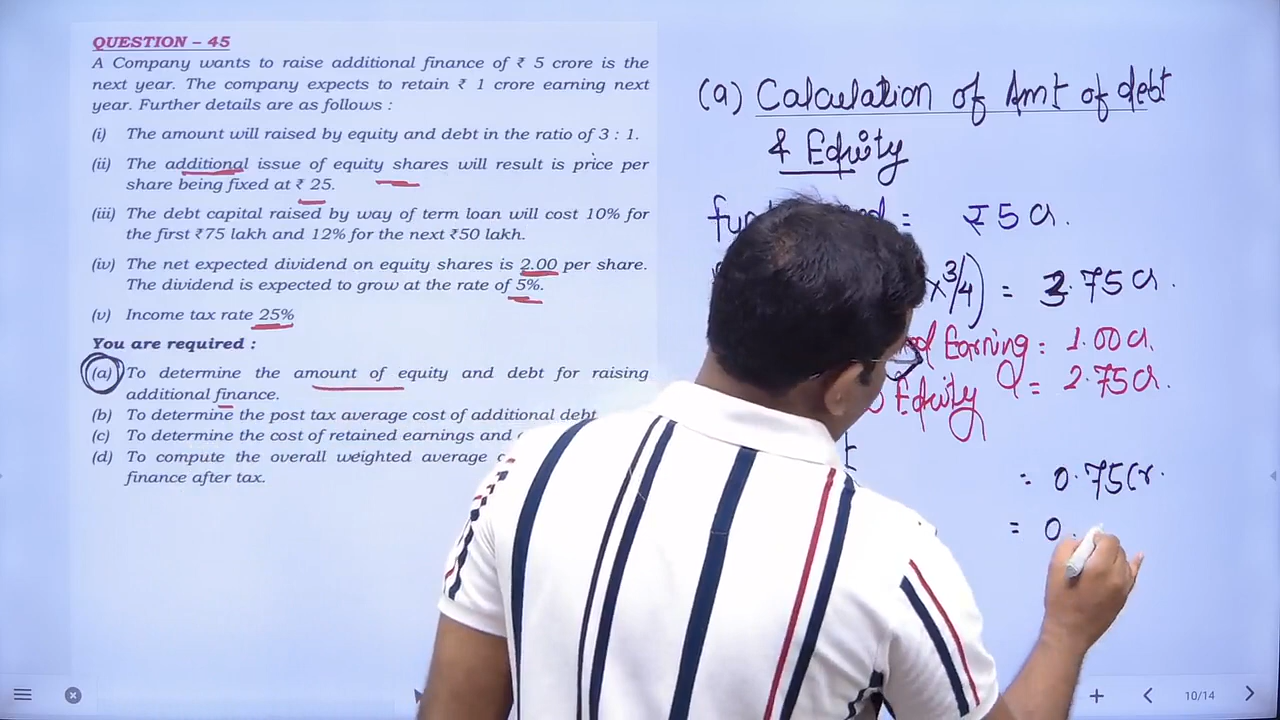 QUESTION – 45
A Company wants to raise additional finance of ₹ 5 crore is the
next year. The company expects to retain ₹ 1 crore earning next
year. Further details are as follows :
(i) The amount will raised by equity and debt in the ratio of 3 : 1.
(ii) The additional issue of equity shares will result is price per
share being fixed at ₹ 25.
(iii) The debt capital raised by way of term loan will cost 10% for
the first ₹75 lakh and 12% for the next ₹50 lakh.
(iv) The net expected dividend on equity shares is 2.00 per share.
The dividend is expected to grow at the rate of 5%.
(v) Income tax rate 25%
You are required :
(a) To determine the amount of equity and debt for raising
additional finance.
(b) To determine the post tax average cost of additional debt
(c) To determine the cost of retained earnings and
(d) To compute the overall weighted average
finance after tax.
(a) Calculation of Amt of debt
& Equity
= ₹5 Cr.
x 3/4) = 3.75 Cr.
Earning = 1.00 Cr.
Equity = 2.75 Cr.
= 0.75 Cr.
= 0.
10/14